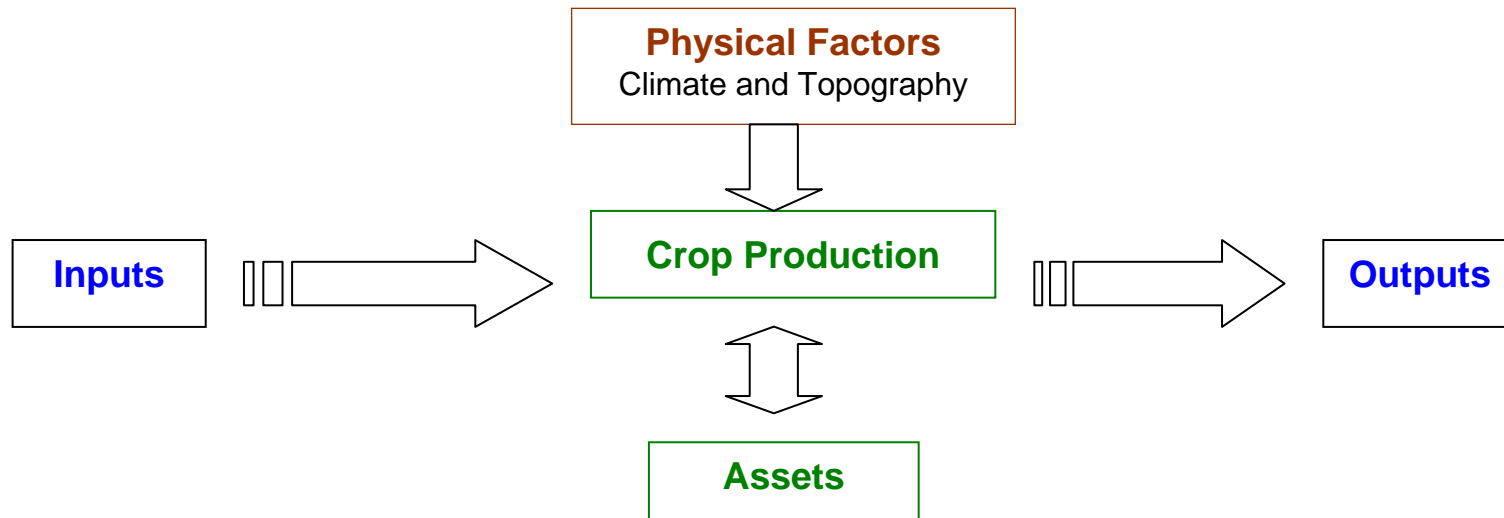 Physical Factors
Climate and Topography
Inputs
Crop Production
Outputs
Assets